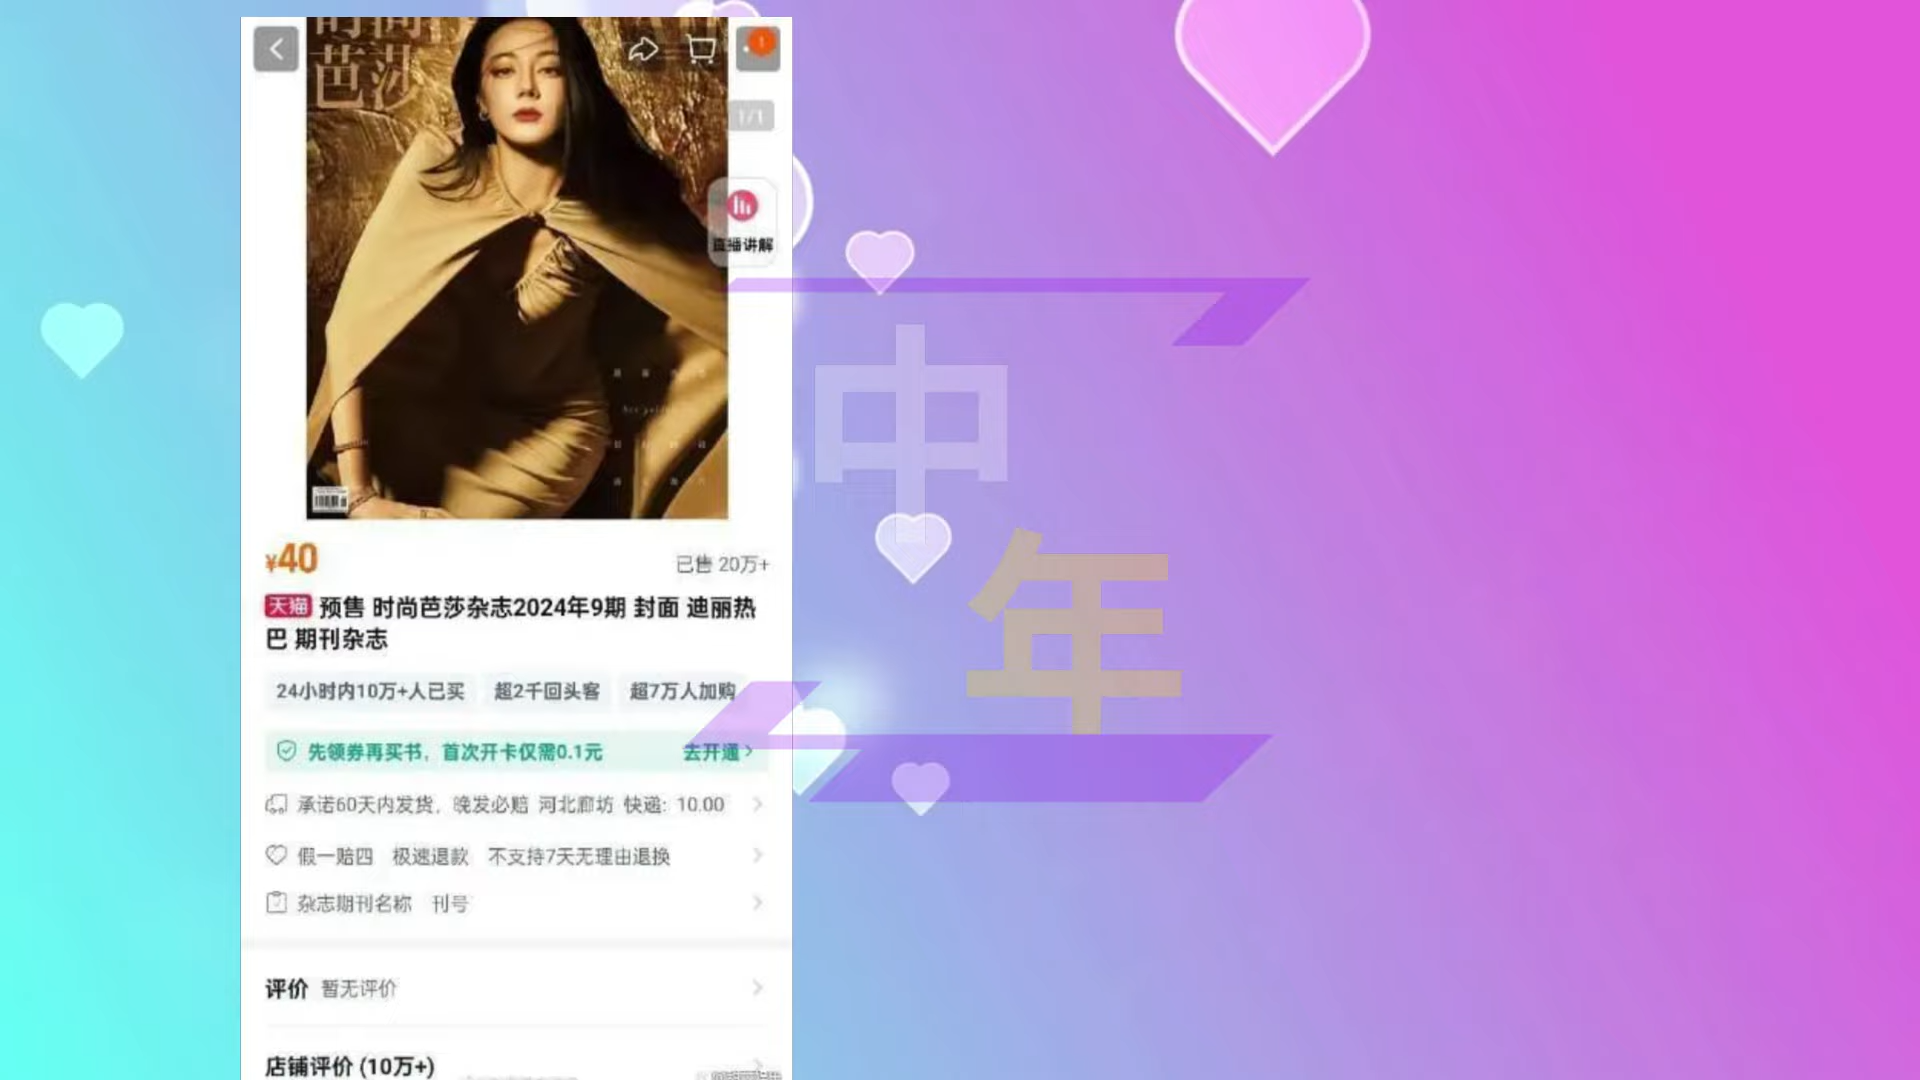 芭莎
1
1/1
直播讲解
¥40
已售 20万+
天猫 预售 时尚芭莎杂志2024年9期 封面 迪丽热
巴 期刊杂志
24小时内10万+人已买 超2千回头客 超7万人加购
先领券再买书，首次开卡仅需0.1元 去开通
承诺60天内发货，晚发必赔 河北廊坊 快递: 10.00
假一赔四 极速退款 不支持7天无理由退换
杂志期刊名称 刊号
评价 暂无评价
店铺评价 (10万+)
中
年